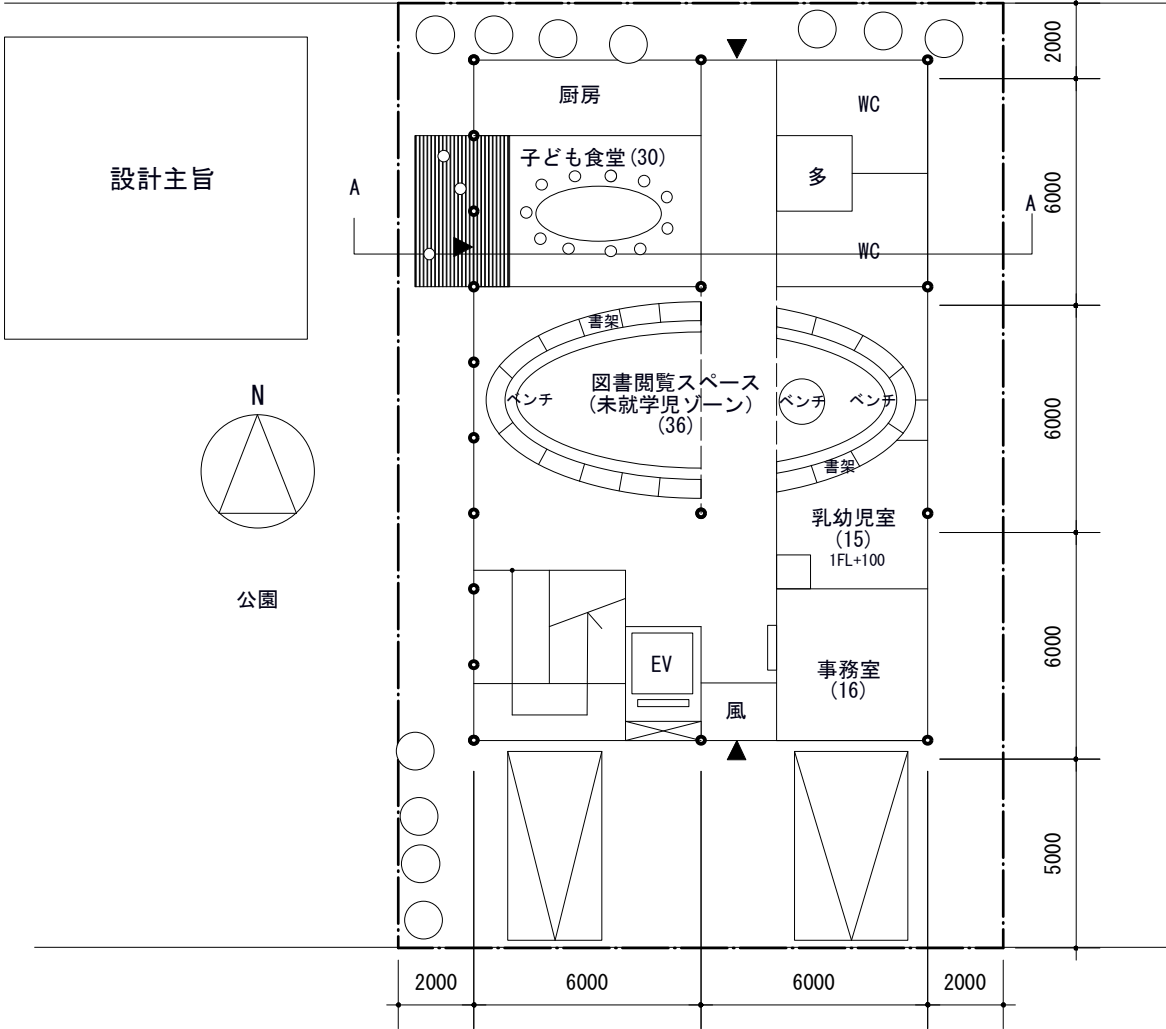 2000
厨房
WC
設計主旨
子ども食堂(30)
多
A
A
6000
WC
書架
図書閲覧スペース
(未就学児ゾーン)
(36)
ベンチ
ベンチ
ベンチ
N
6000
書架
乳幼児室
(15)
1FL+100
公園
6000
EV
事務室
(16)
風
5000
2000
6000
6000
2000